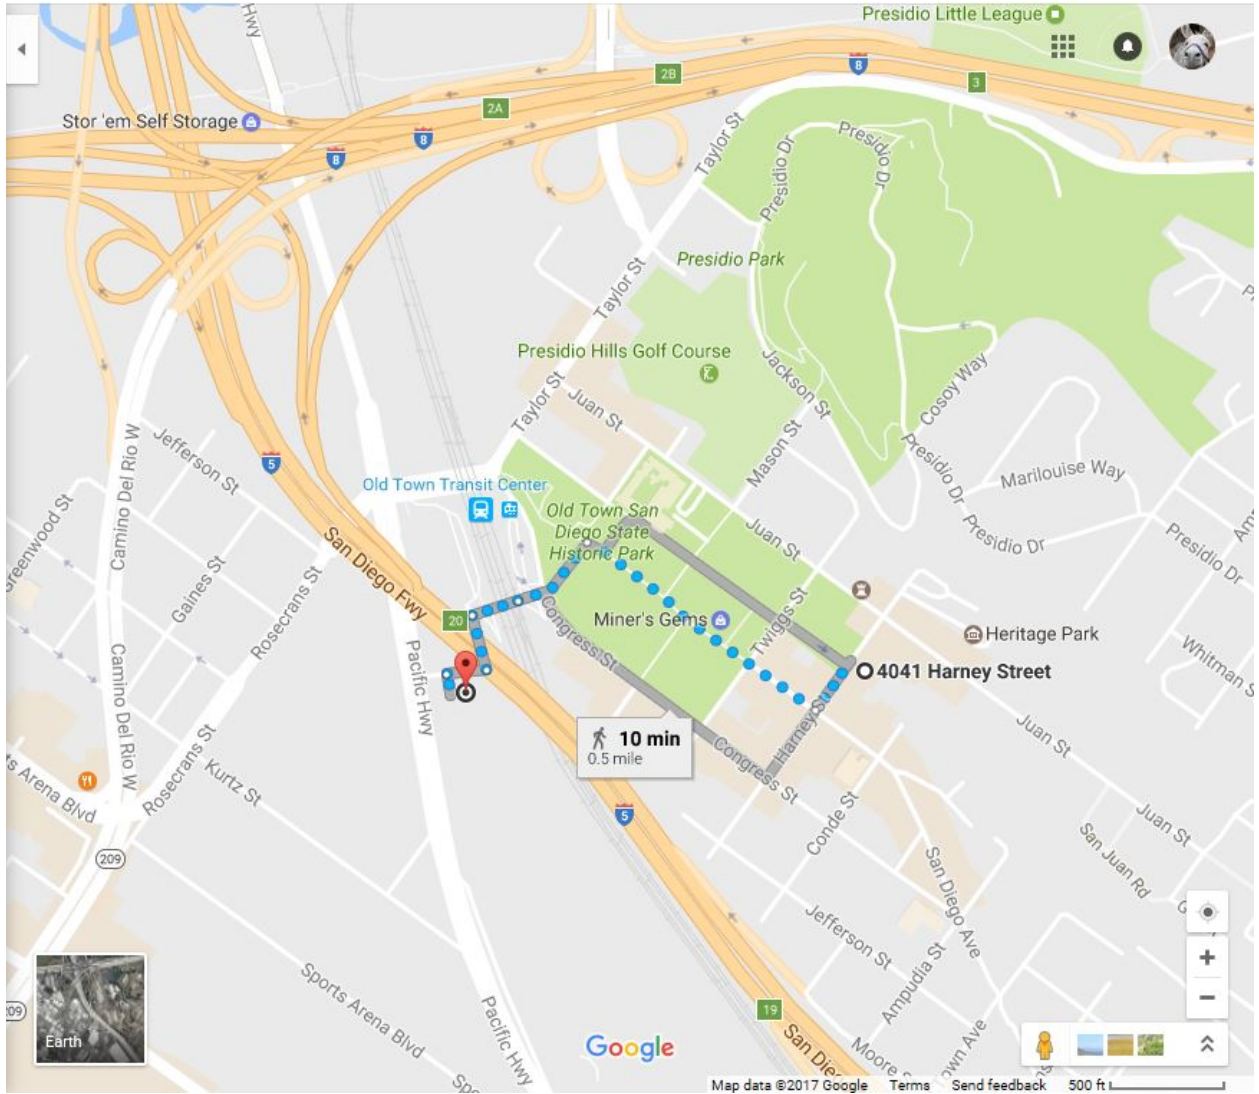 Presidio Little League
Hwy
8
3
2B
2A
Stor 'em Self Storage
8
8
Taylor St
Presidio Dr
Presidio Dr
Presidio Park
Taylor St
Presidio Hills Golf Course
Jackson St
Cosoy Way
Taylor St
Juan St
Mason St
Presidio Dr
Marilouise Way
Camino Del Rio W
Jefferson St
5
Old Town Transit Center
Old Town San
Diego State
Historic Park
Juan St
Presidio Dr
Presidio Dr
Greenwood St
Gaines St
Rosecrans St
San Diego Fwy
20
Congress St
Miner's Gems
Twiggs St
Heritage Park
Whitman St
4041 Harney Street
Camino Del Rio W
Pacific Hwy
Harney St
10 min
0.5 mile
Congress St
Juan St
Rosecrans St
Kurtz St
Sports Arena Blvd
5
Conde St
Juan St
San Juan Rd
209
San Diego Ave
Jefferson St
Ampudia St
209
Sports Arena Blvd
Pacific Hwy
19
San Die
Moore S
own Ave
Earth
Google
Map data ©2017 Google Terms Send feedback 500 ft